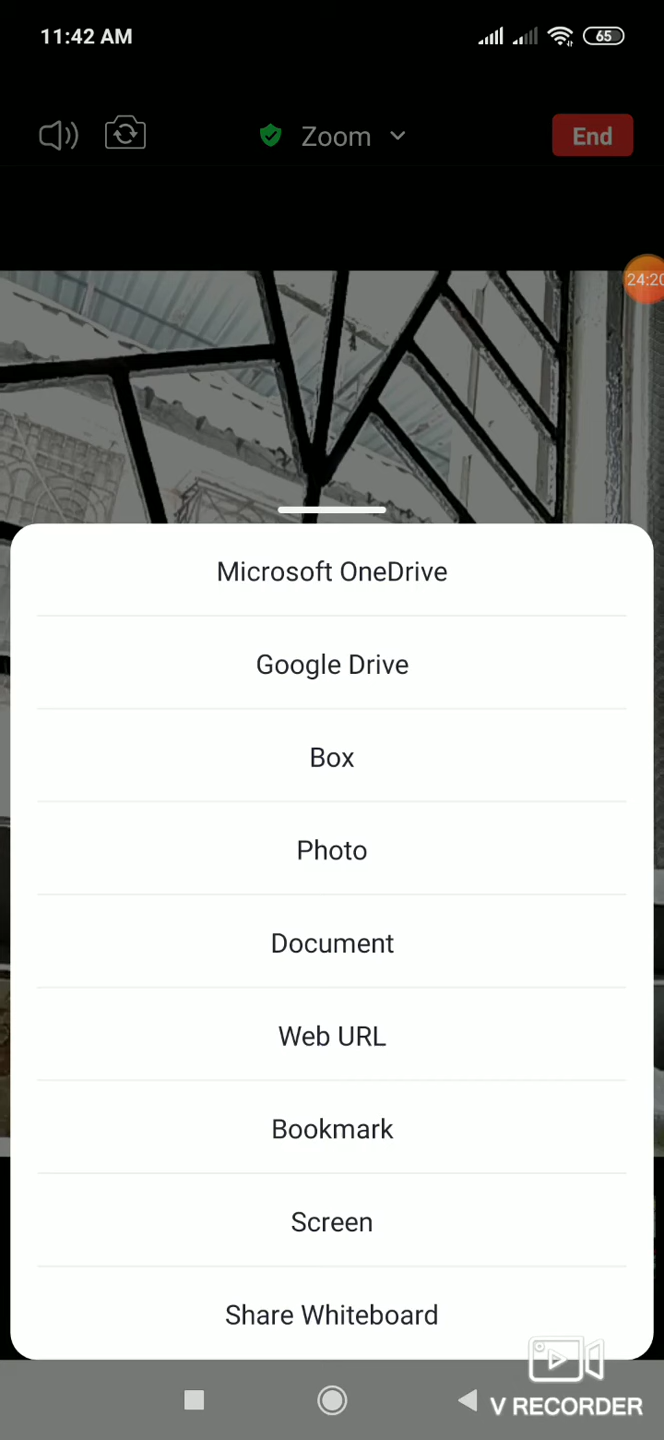 11:42 AM
65
Zoom
End
24:20
Microsoft OneDrive
Google Drive
Box
Photo
Document
Web URL
Bookmark
Screen
Share Whiteboard
V RECORDER